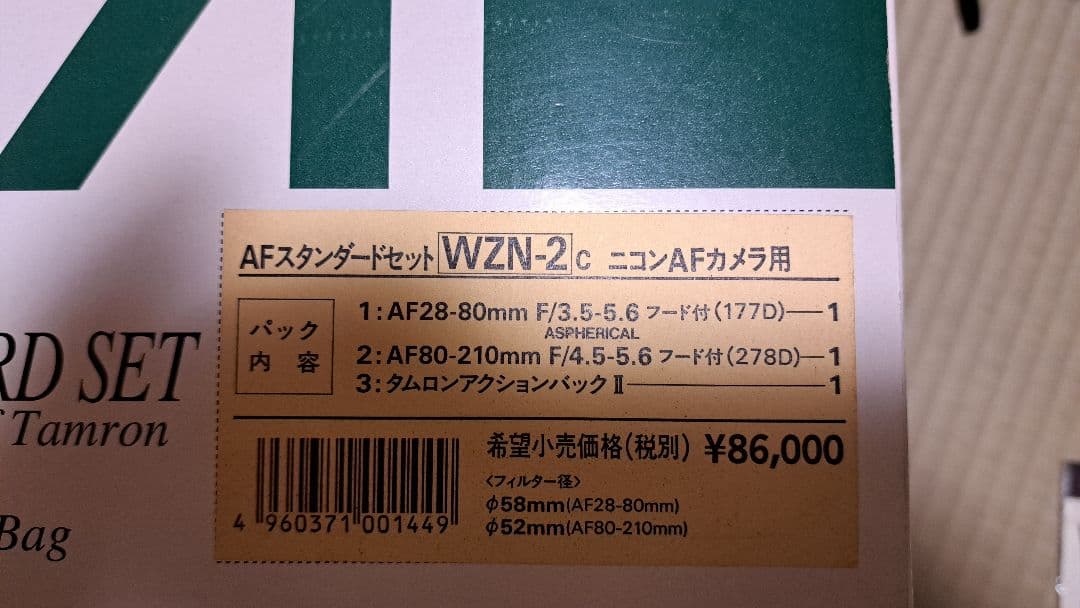 AFスタンダードセット WZN-2 C ニコンAFカメラ用
パック内容
1:AF28-80mm F/3.5-5.6 フード付(177D)—1
ASPHERICAL
2:AF80-210mm F/4.5-5.6 フード付(278D)—1
3:タムロンアクションバックⅡ—1
RD SET
Tamron
Bag
希望小売価格(税別) ¥86,000
<フィルター径>
φ58mm(AF28-80mm)
φ52mm(AF80-210mm)
4 960371 001449